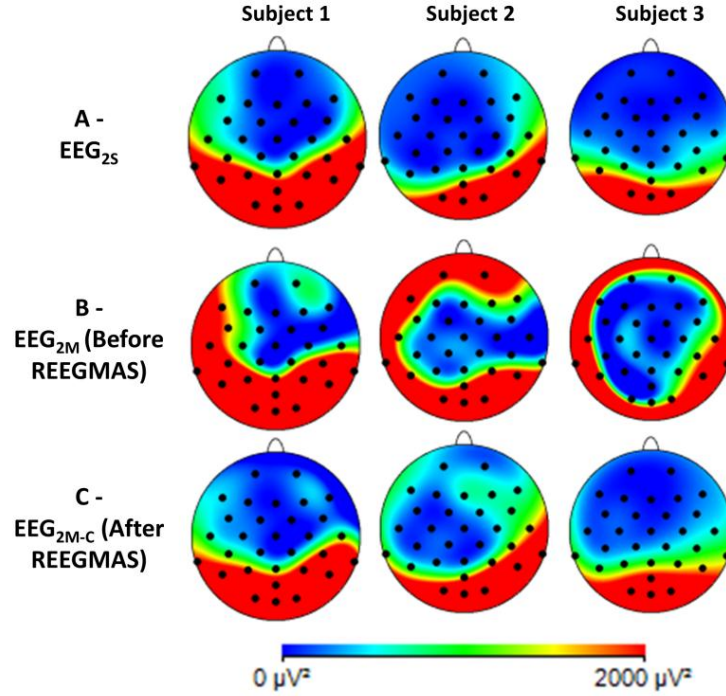 Subject 1 Subject 2 Subject 3
A -
EEG2S
B -
EEG2M (Before
REEGMAS)
C -
EEG2M-C (After
REEGMAS)
0 μV² 2000 μV²